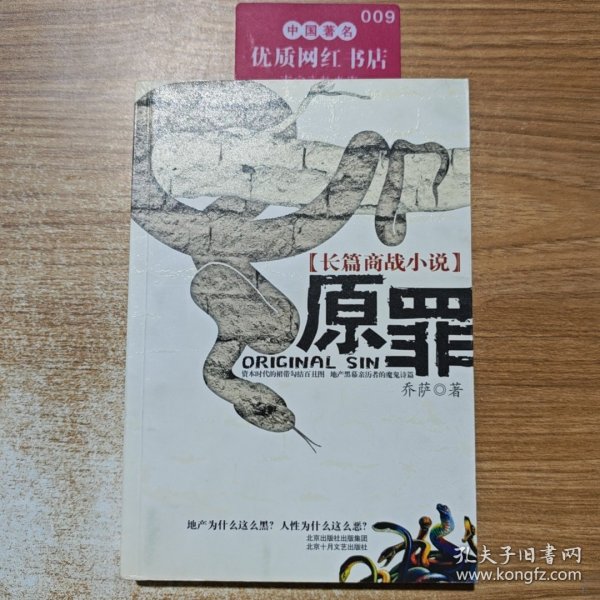 009
中国著名
优质网红书店
【长篇商战小说】
原罪
ORIGINAL SIN
资本时代的裙带勾结百丑图 地产黑幕亲历者的魔鬼诗篇
乔萨◎著
地产为什么这么黑？人性为什么这么恶？
北京出版社出版集团
北京十月文艺出版社
孔夫子旧书网
www.kongfz.com